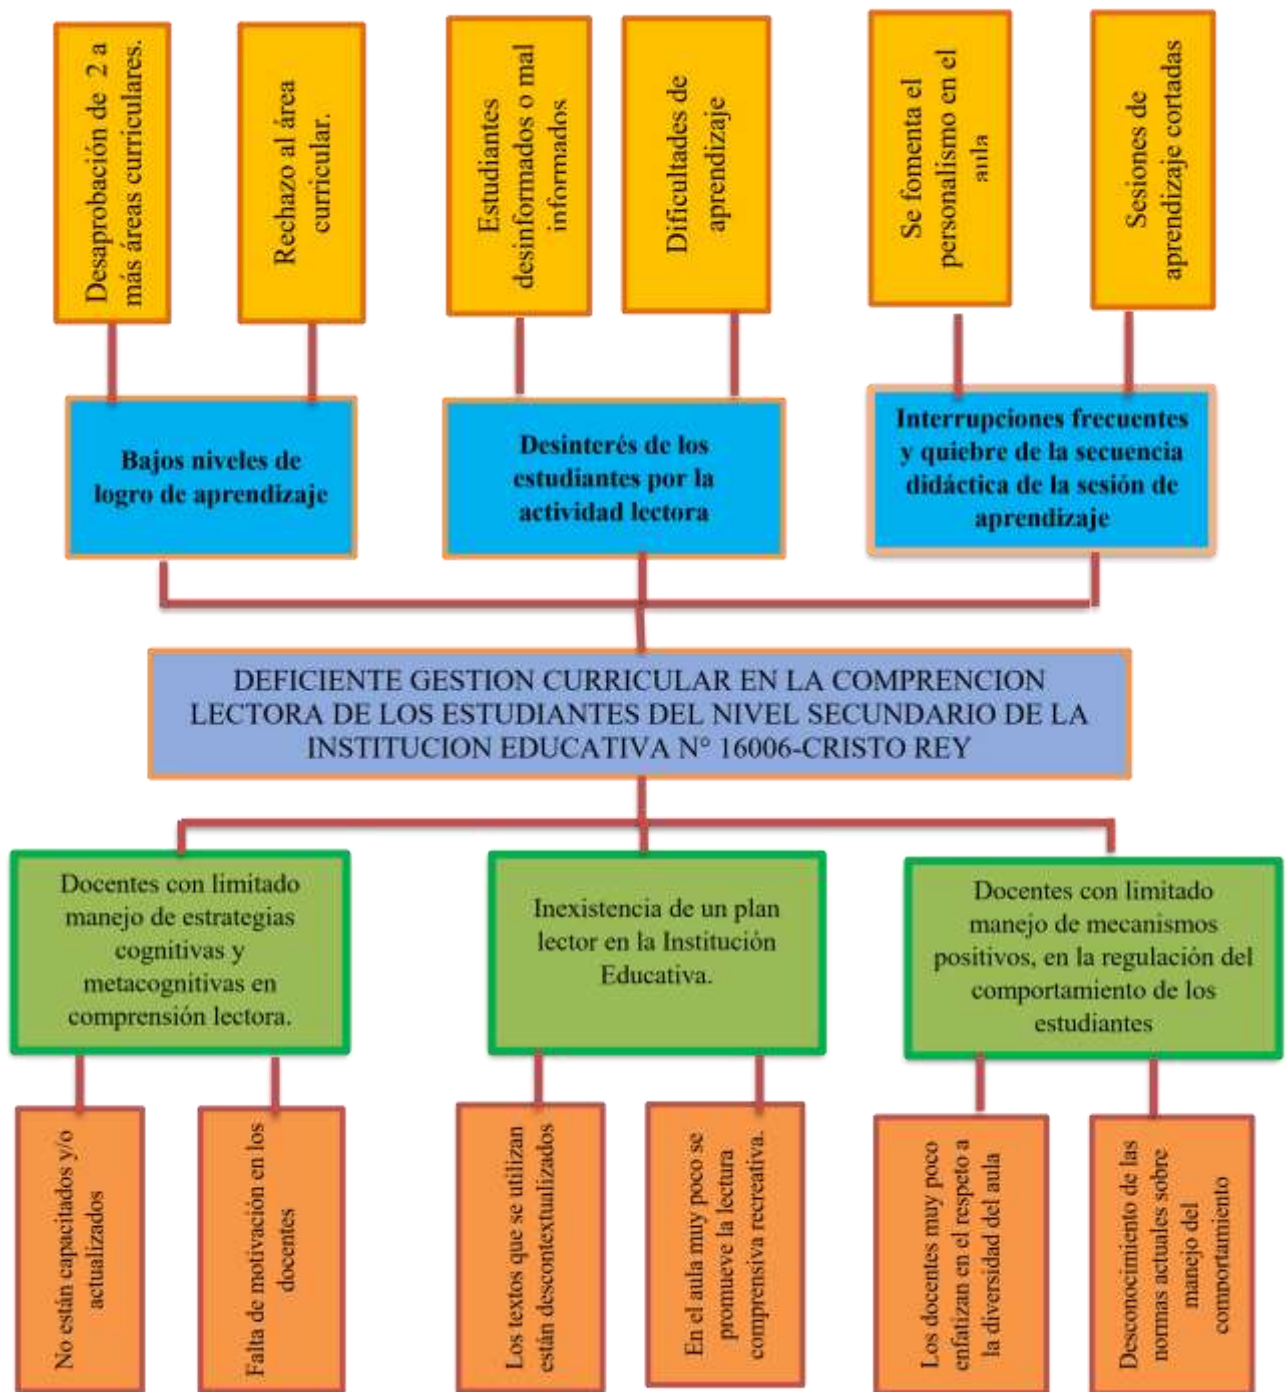 Desaprobación de 2 a
más áreas curriculares.
Rechazo al área
curricular.
Estudiantes
desinformados o mal
informados
Dificultades de
aprendizaje
Se fomenta el
personalismo en el
aula
Sesiones de
aprendizaje cortadas
Bajos niveles de
logro de aprendizaje
Desinterés de los
estudiantes por la
actividad lectora
Interrupciones frecuentes
y quiebre de la secuencia
didáctica de la sesión de
aprendizaje
DEFICIENTE GESTION CURRICULAR EN LA COMPRENCION
LECTORA DE LOS ESTUDIANTES DEL NIVEL SECUNDARIO DE LA
INSTITUCION EDUCATIVA N° 16006-CRISTO REY
Docentes con limitado
manejo de estrategias
cognitivas y
metacognitivas en
comprensión lectora.
Inexistencia de un plan
lector en la Institución
Educativa.
Docentes con limitado
manejo de mecanismos
positivos, en la regulación del
comportamiento de los
estudiantes
No están capacitados y/o
actualizados
Falta de motivación en los
docentes
Los textos que se utilizan
están descontextualizados
En el aula muy poco se
promueve la lectura
comprensiva recreativa.
Los docentes muy poco
enfatizan en el respeto a
la diversidad del aula
Desconocimiento de las
normas actuales sobre
manejo del
comportamiento